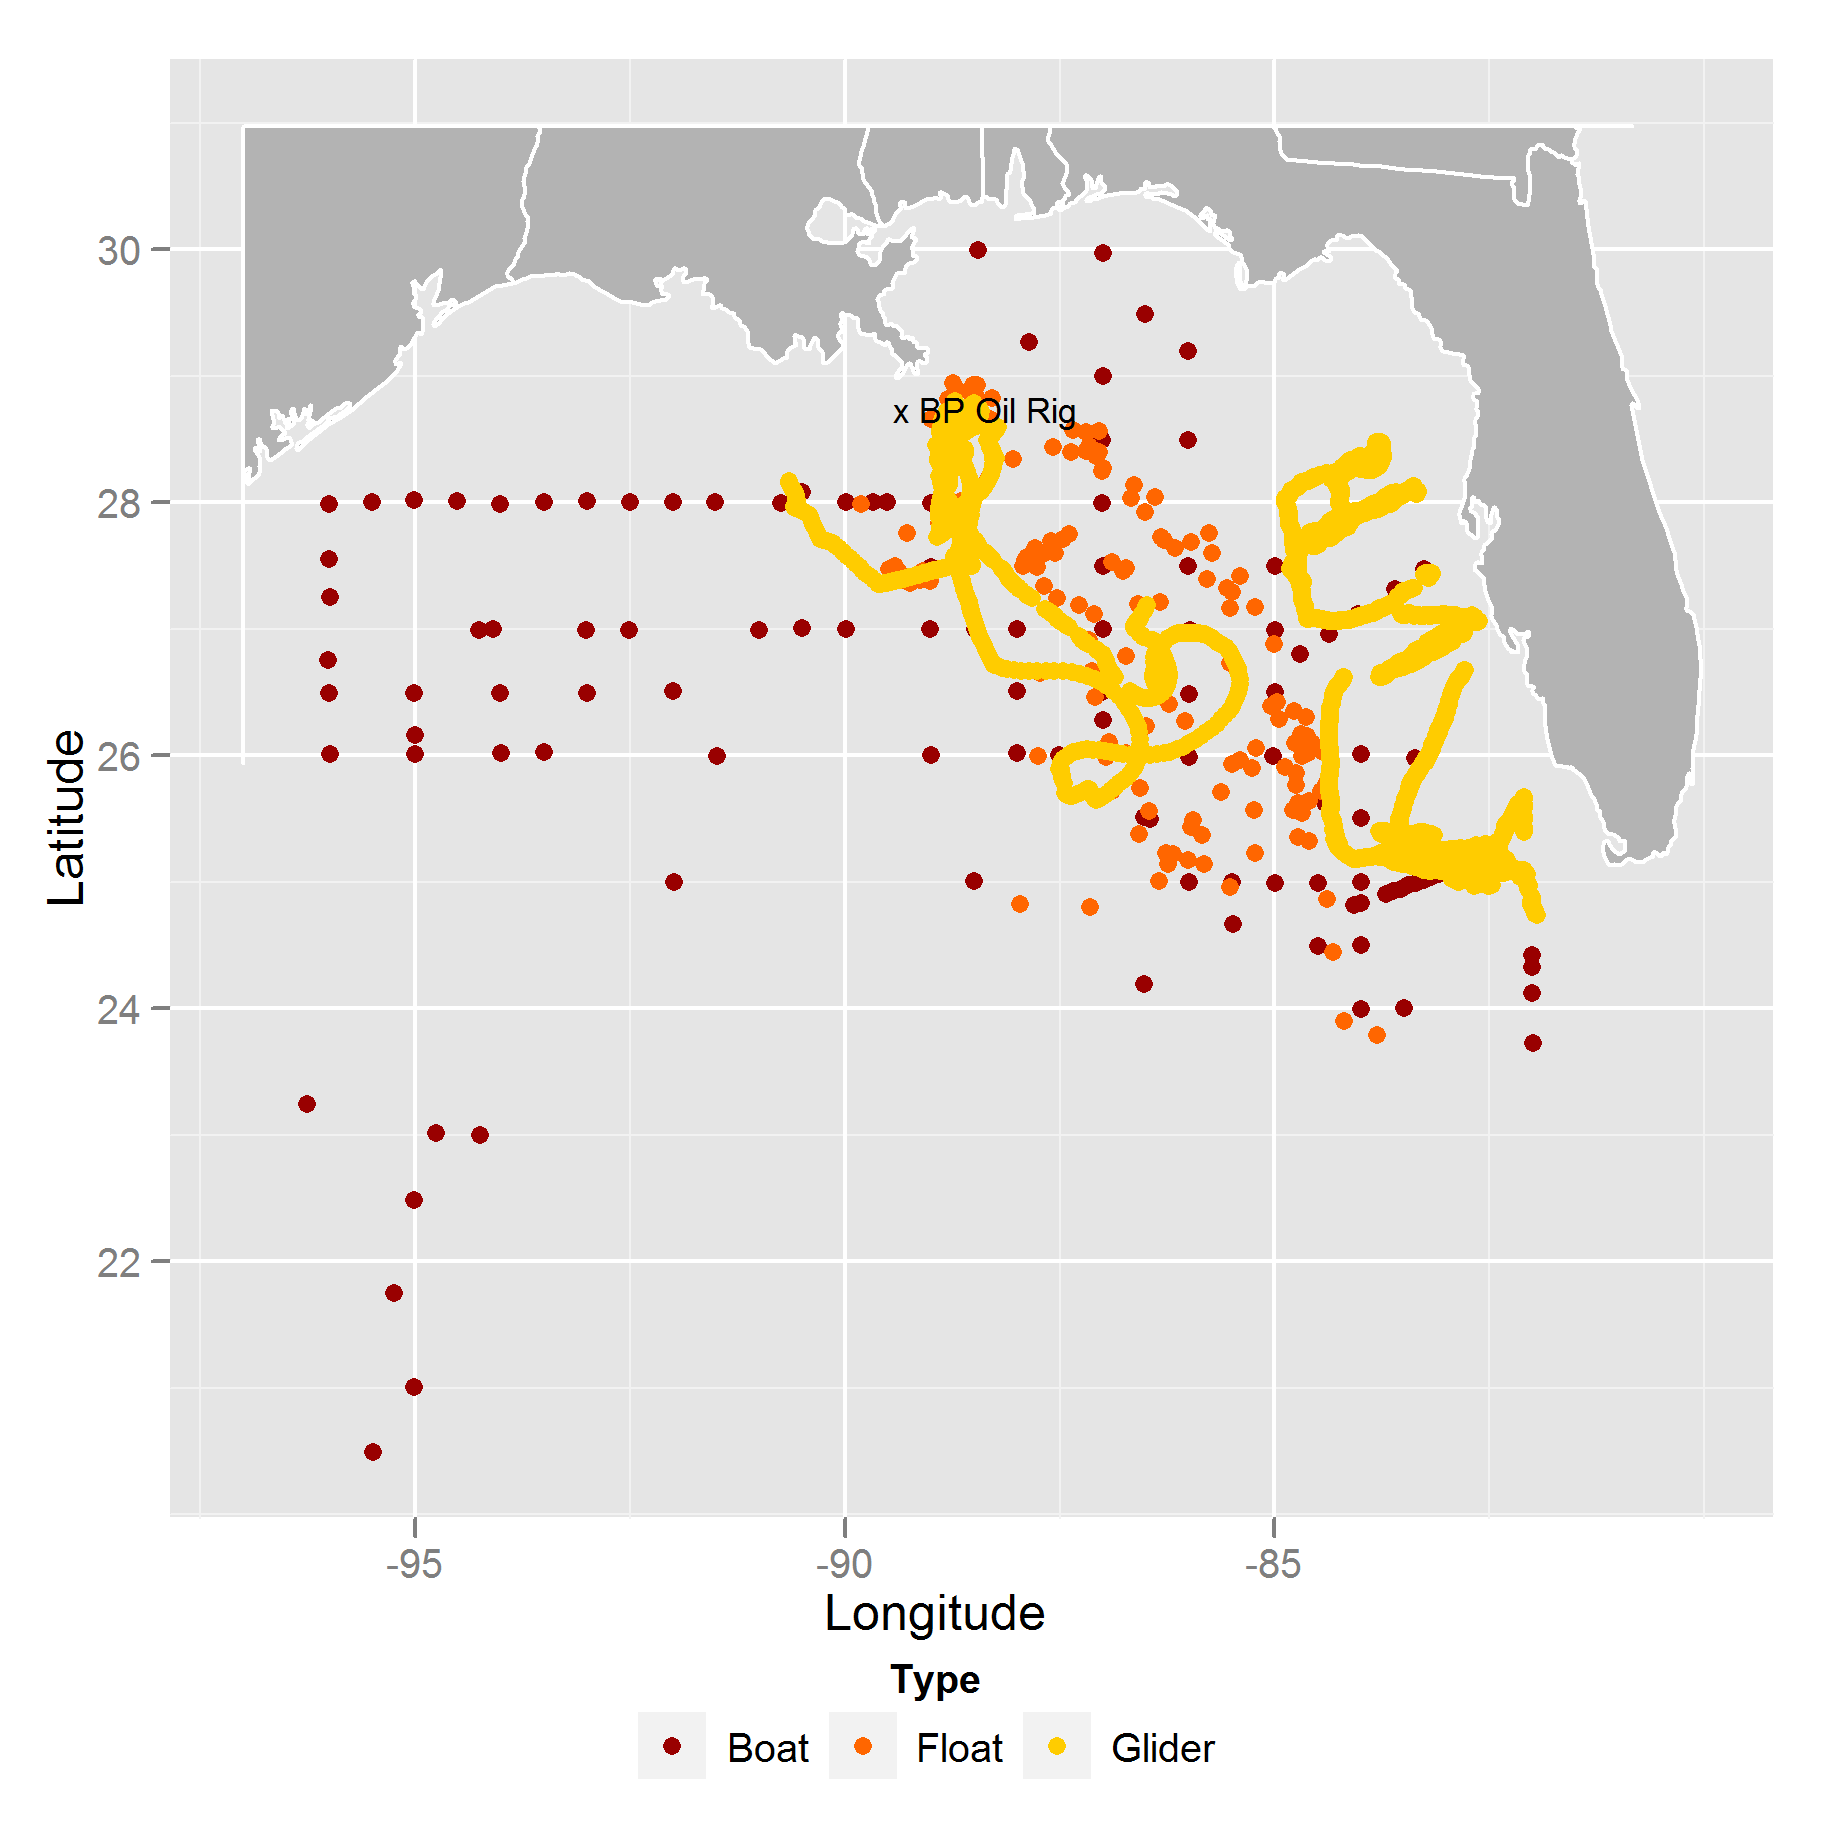 30
28
26
24
22
Latitude
x BP Oil Rig
-95
-90
-85
Longitude
Type
Boat
Float
Glider